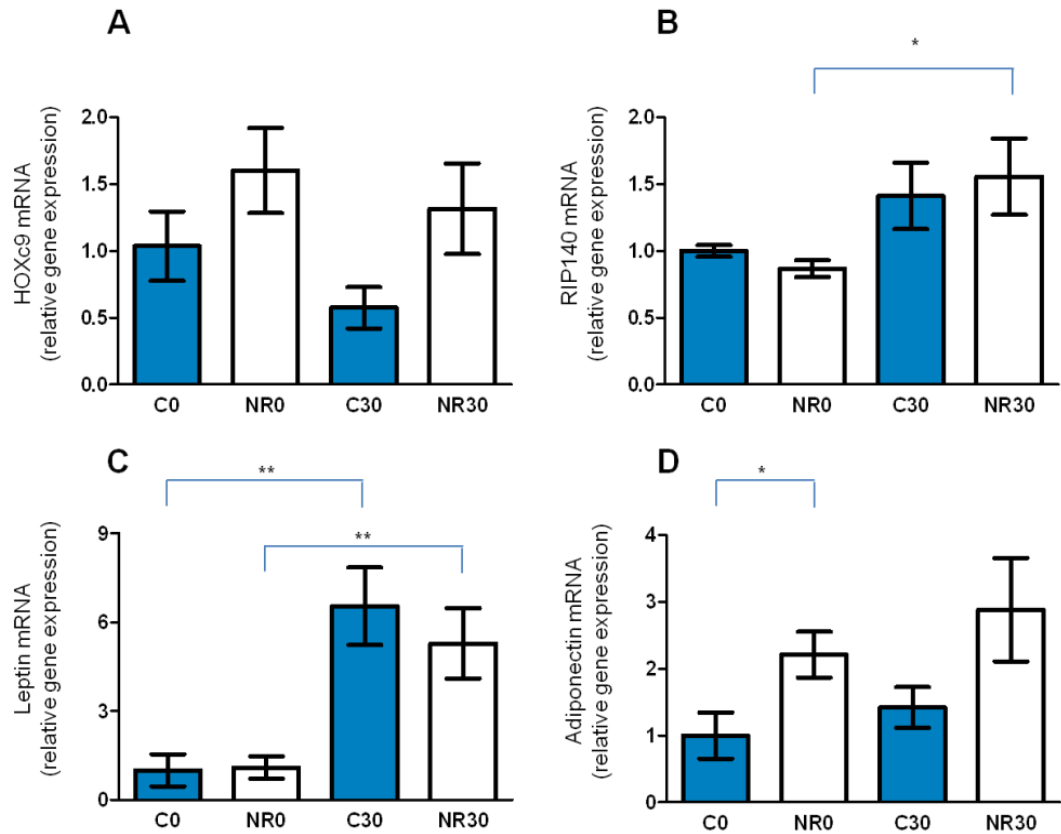 A
HOXc9 mRNA
(relative gene expression)
2.0
1.5
1.0
0.5
0.0
C0 NR0 C30 NR30
B
*
RIP140 mRNA
(relative gene expression)
2.0
1.5
1.0
0.5
0.0
C0 NR0 C30 NR30
C
**
**
Leptin mRNA
(relative gene expression)
9
6
3
0
C0 NR0 C30 NR30
D
*
Adiponectin mRNA
(relative gene expression)
4
3
2
1
0
C0 NR0 C30 NR30